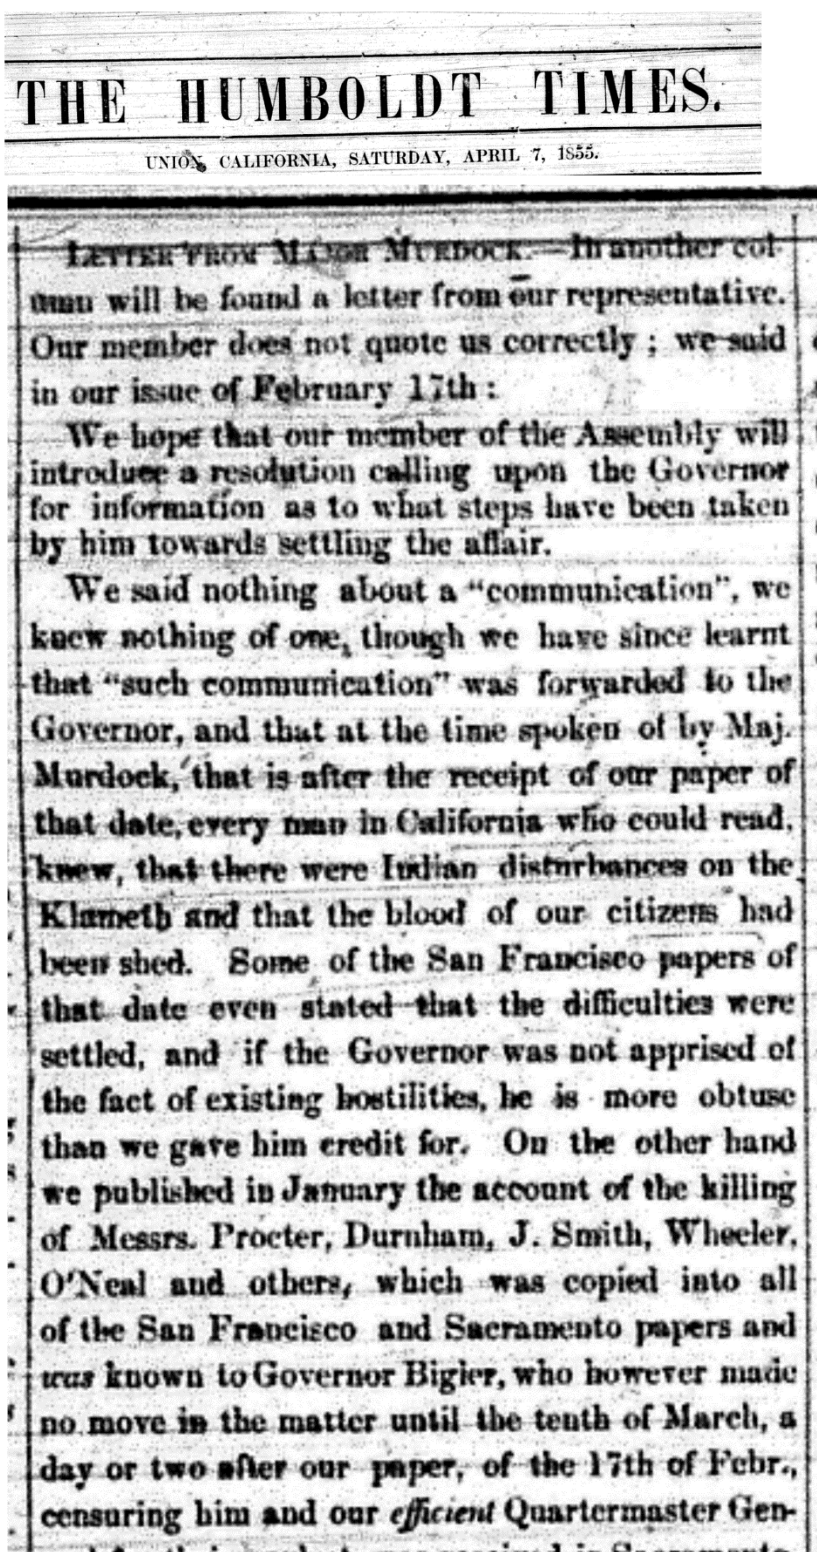 THE HUMBOLDT TIMES.
UNION, CALIFORNIA, SATURDAY, APRIL 7, 1855.
LETTER FROM MAJOR MURDOCK.—In another col-
umn will be found a letter from our representative.
Our member does not quote us correctly; we said
in our issue of February 17th:
We hope that our member of the Assembly will
introduce a resolution calling upon the Governor
for information as to what steps have been taken
by him towards settling the affair.
We said nothing about a "communication", we
knew nothing of one, though we have since learnt
that "such communication" was forwarded to the
Governor, and that at the time spoken of by Maj.
Murdock, that is after the receipt of our paper of
that date, every man in California who could read,
knew, that there were Indian disturbances on the
Klameth and that the blood of our citizens had
been shed. Some of the San Francisco papers of
that date even stated that the difficulties were
settled, and if the Governor was not apprised of
the fact of existing hostilities, he is more obtuse
than we gave him credit for. On the other hand
we published in January the account of the killing
of Messrs. Procter, Durnham, J. Smith, Wheeler,
O'Neal and others, which was copied into all
of the San Francisco and Sacramento papers and
was known to Governor Bigler, who however made
no move in the matter until the tenth of March, a
day or two after our paper, of the 17th of Febr.,
censuring him and our efficient Quartermaster Gen-